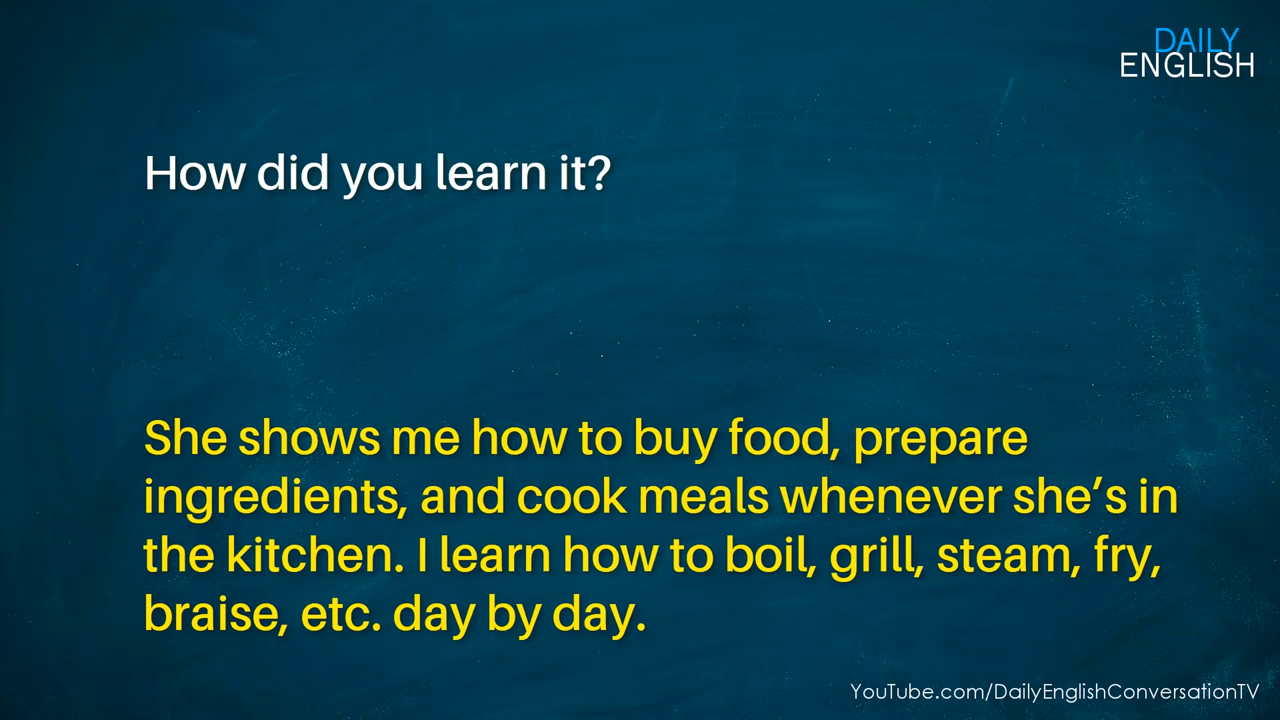 DAILY
ENGLISH
How did you learn it?
She shows me how to buy food, prepare
ingredients, and cook meals whenever she’s in
the kitchen. I learn how to boil, grill, steam, fry,
braise, etc. day by day.
YouTube.com/DailyEnglishConversationTV